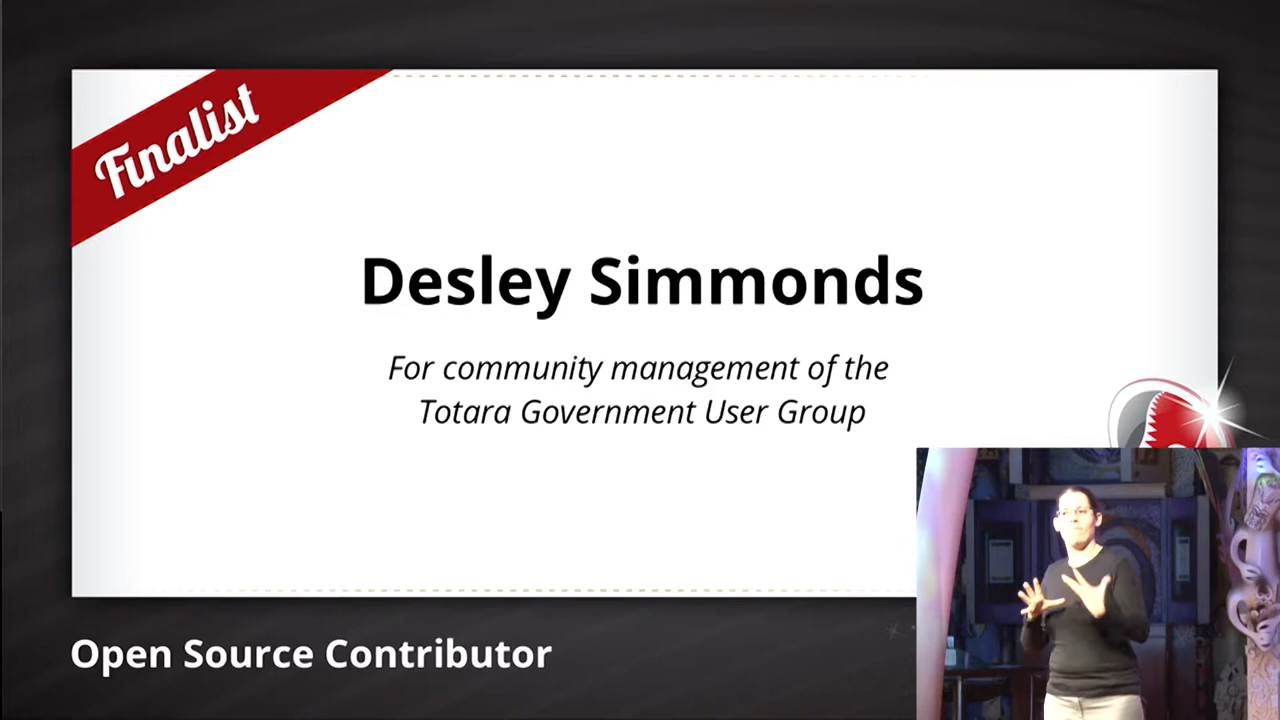 Finalist
Desley Simmonds
For community management of the
Totara Government User Group
Open Source Contributor